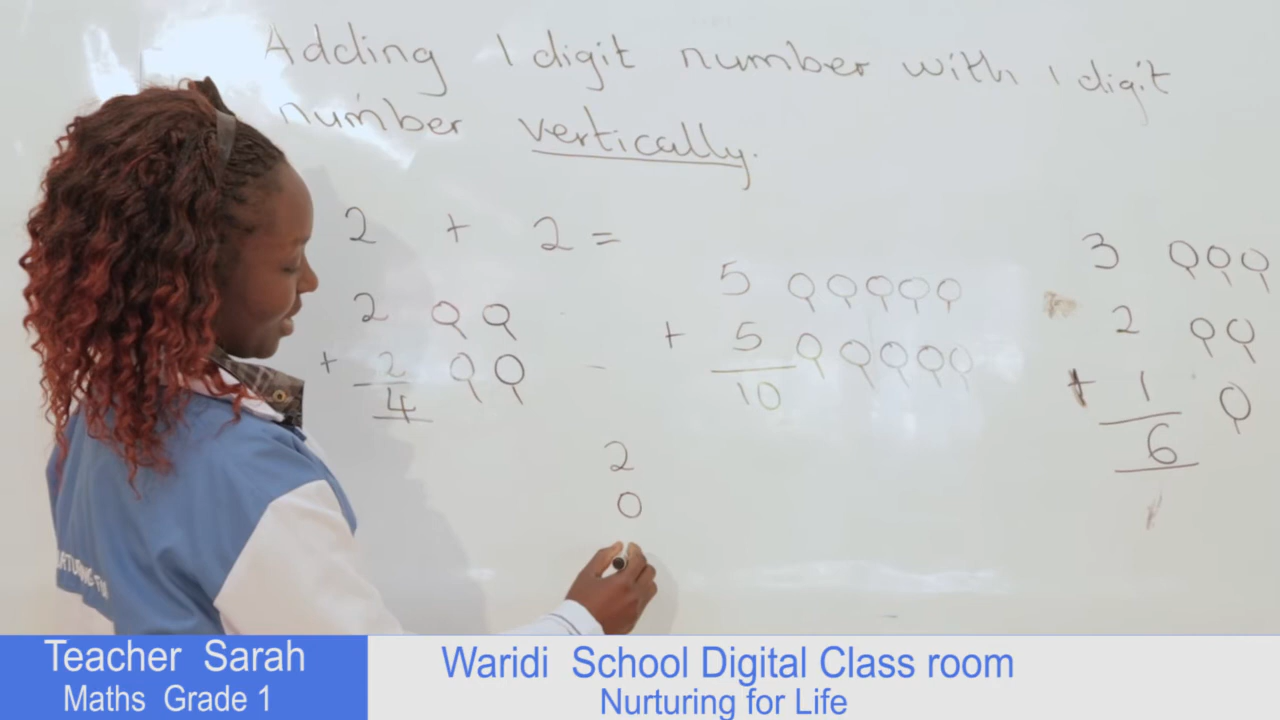 Adding 1 digit number with 1 digit
number vertically.
2 + 2 =
2
+ 2
4
5
+ 5
10
3
2
+ 1
6
2
0
Teacher Sarah
Maths Grade 1
Waridi School Digital Class room
Nurturing for Life